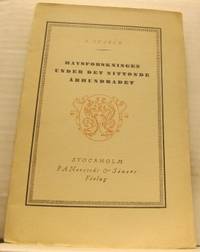 HAVSFORSKNINGEN
UNDER DET NITTONDE
ÅRHUNDRADET
STOCKHOLM
P. A. Norstedt & Söners
Förlag